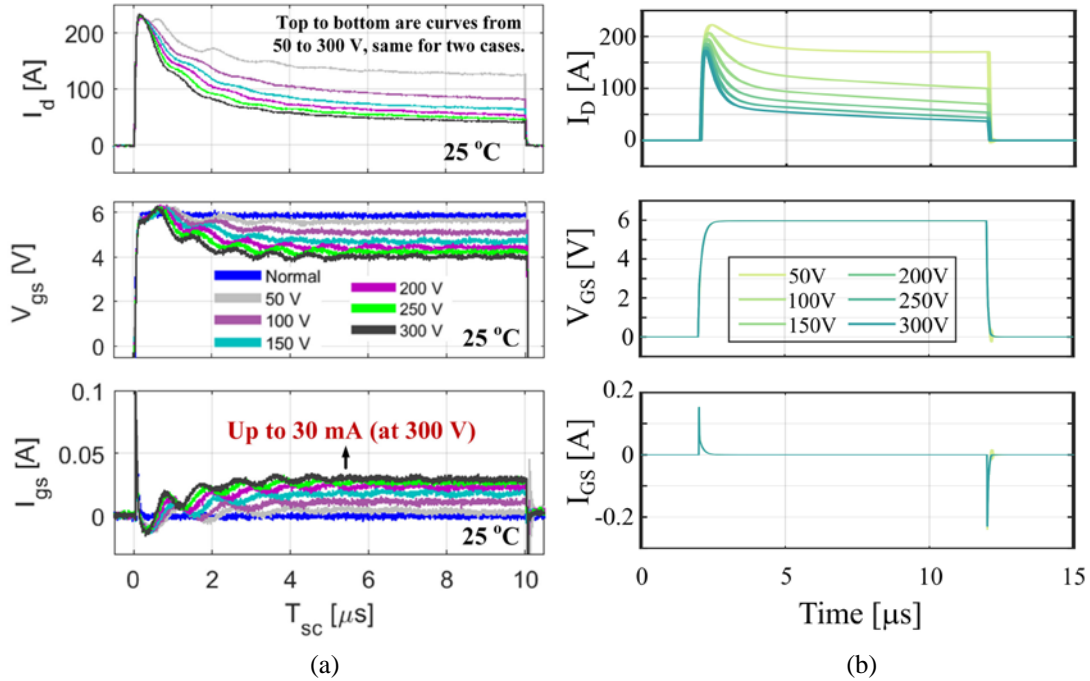 I_d [A]
200
100
0
Top to bottom are curves from
50 to 300 V, same for two cases.
25 °C
V_gs [V]
6
4
2
0
Normal
50 V
100 V
150 V
200 V
250 V
300 V
25 °C
I_gs [A]
0.1
0.05
0
Up to 30 mA (at 300 V)
25 °C
0 2 4 6 8 10
T_sc [μs]
(a)
I_D [A]
200
100
0
V_GS [V]
8
6
4
2
0
50V 200V
100V 250V
150V 300V
I_GS [A]
0.2
0
-0.2
0 5 10 15
Time [μs]
(b)